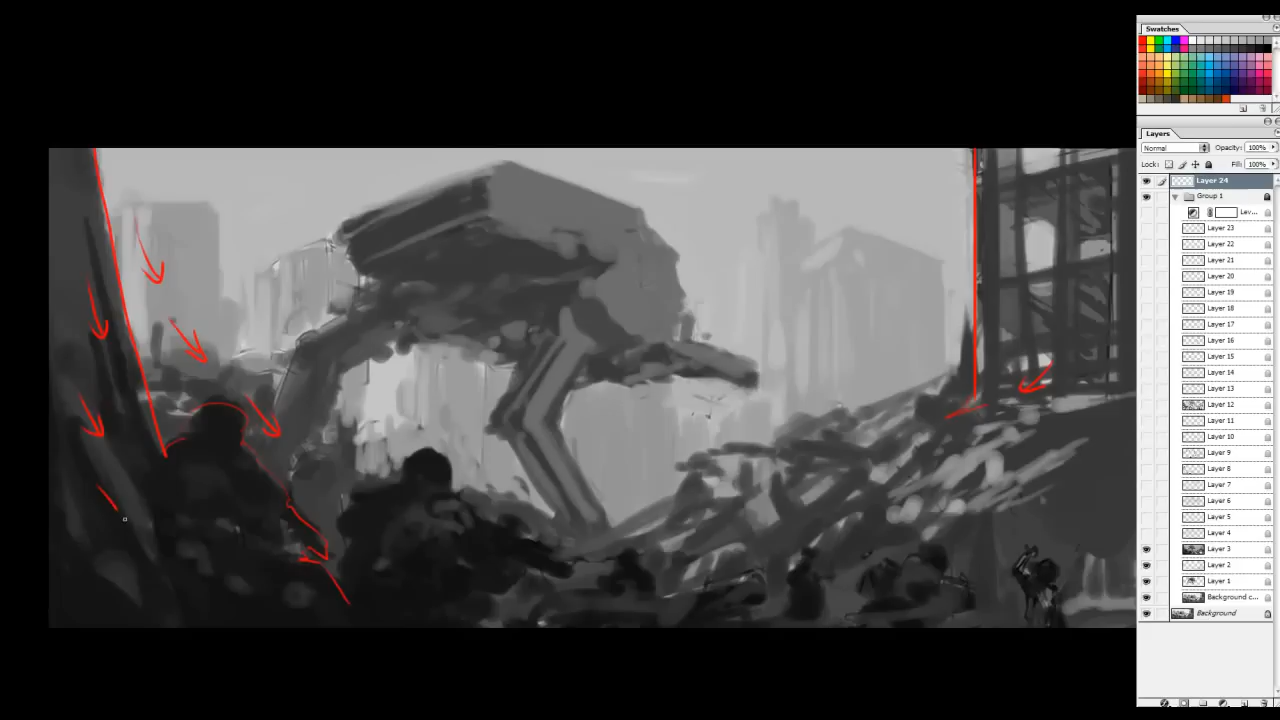 Swatches
Layers
Normal
Opacity: 100%
Lock:
Fill: 100%
Layer 24
Group 1
Lev...
Layer 23
Layer 22
Layer 21
Layer 20
Layer 19
Layer 18
Layer 17
Layer 16
Layer 15
Layer 14
Layer 13
Layer 12
Layer 11
Layer 10
Layer 9
Layer 8
Layer 7
Layer 6
Layer 5
Layer 4
Layer 3
Layer 2
Layer 1
Background c...
Background